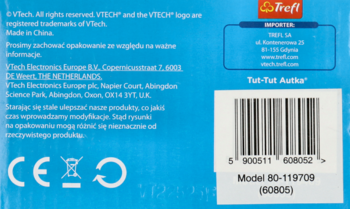 © VTech. All rights reserved. VTECH® and the VTECH® logo are
registered trademarks of VTech.
Made in China.
Prosimy zachować opakowanie ze względu na ważne
informacje.
VTech Electronics Europe B.V., Copernicusstraat 7, 6003
DE Weert, THE NETHERLANDS.
VTech Electronics Europe plc, Napier Court, Abingdon
Science Park, Abingdon, Oxon, OX14 3YT, U.K.
Starając się stale ulepszać nasze produkty, co jakiś
czas wprowadzamy modyfikacje. Stąd rysunki
na opakowaniu mogą różnić się nieznacznie od
rzeczywistego produktu.
CE
Trefl
IMPORTER:
TREFL SA
ul. Kontenerowa 25
81-155 Gdynia
www.trefl.com
vtech.trefl.com
Tut-Tut Autka®
5 900511 608052 >
Model 80-119709
(60805)